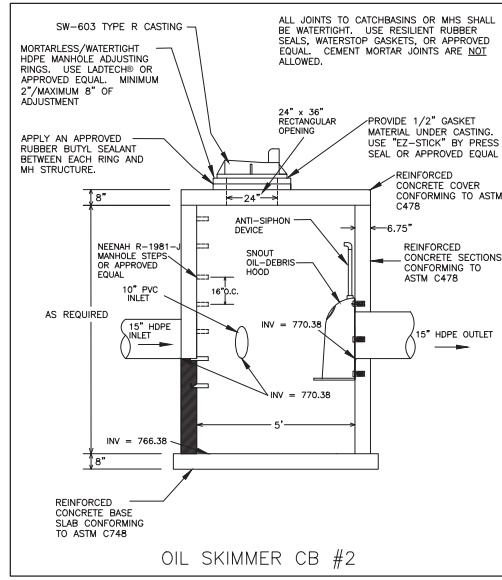 SW-603 TYPE R CASTING
ALL JOINTS TO CATCHBASINS OR MHS SHALL
BE WATERTIGHT. USE RESILIENT RUBBER
SEALS, WATERSTOP GASKETS, OR APPROVED
EQUAL. CEMENT MORTAR JOINTS ARE NOT
ALLOWED.
MORTARLESS/WATERTIGHT
HDPE MANHOLE ADJUSTING
RINGS. USE LADTECH® OR
APPROVED EQUAL. MINIMUM
2"/MAXIMUM 8" OF
ADJUSTMENT
24" x 36"
RECTANGULAR
OPENING
PROVIDE 1/2" GASKET
MATERIAL UNDER CASTING.
USE "EZ-STICK" BY PRESS
SEAL OR APPROVED EQUAL
APPLY AN APPROVED
RUBBER BUTYL SEALANT
BETWEEN EACH RING AND
MH STRUCTURE.
REINFORCED
CONCRETE COVER
CONFORMING TO ASTM
C478
8"
24"
6.75"
ANTI-SIPHON
DEVICE
NEENAH R-1981-J
MANHOLE STEPS
OR APPROVED
EQUAL
SNOUT
OIL-DEBRIS
HOOD
REINFORCED
CONCRETE SECTIONS
CONFORMING TO
ASTM C478
16"O.C.
10" PVC
INLET
AS REQUIRED
INV = 770.38
15" HDPE
INLET
15" HDPE OUTLET
INV = 770.38
5'
INV = 766.38
8"
REINFORCED
CONCRETE BASE
SLAB CONFORMING
TO ASTM C748
OIL SKIMMER CB #2